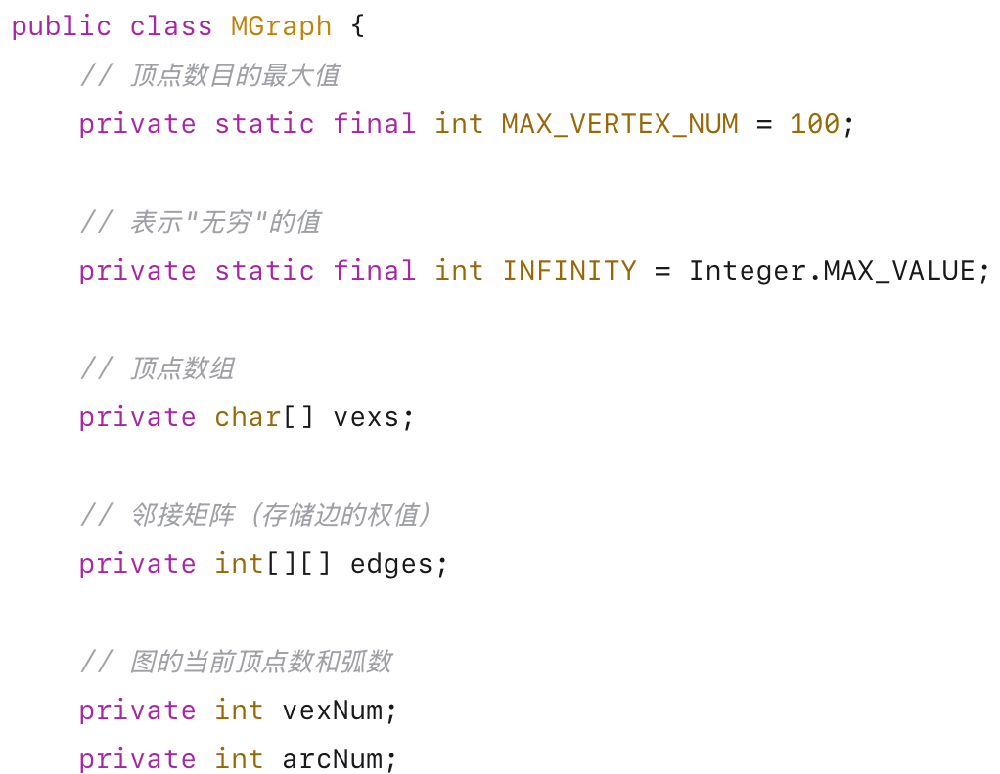 public class MGraph {
    // 顶点数目的最大值
    private static final int MAX_VERTEX_NUM = 100;
    // 表示"无穷"的值
    private static final int INFINITY = Integer.MAX_VALUE;
    // 顶点数组
    private char[] vexs;
    // 邻接矩阵（存储边的权值）
    private int[][] edges;
    // 图的当前顶点数和弧数
    private int vexNum;
    private int arcNum;